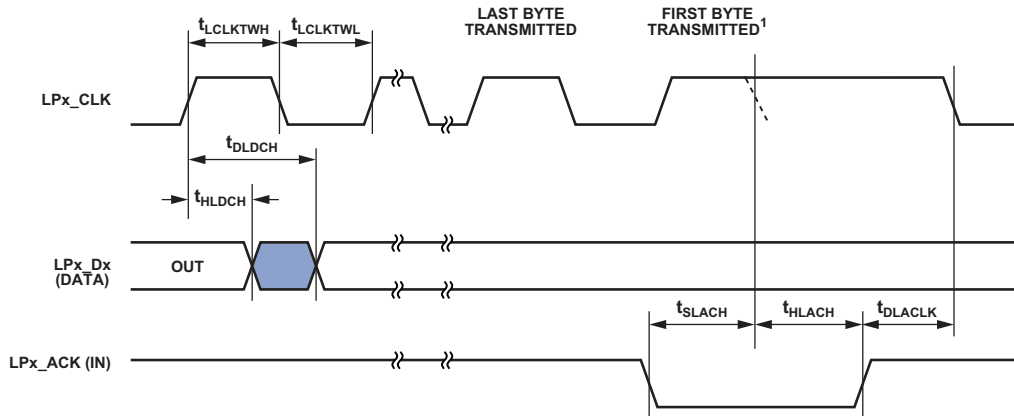 LAST BYTE
TRANSMITTED
FIRST BYTE
TRANSMITTED1
tLCLKTWH
tLCLKTWL
LPx_CLK
tDLDCH
tHLDCH
LPx_Dx
(DATA)
OUT
tSLACH
tHLACH
tDLACLK
LPx_ACK (IN)